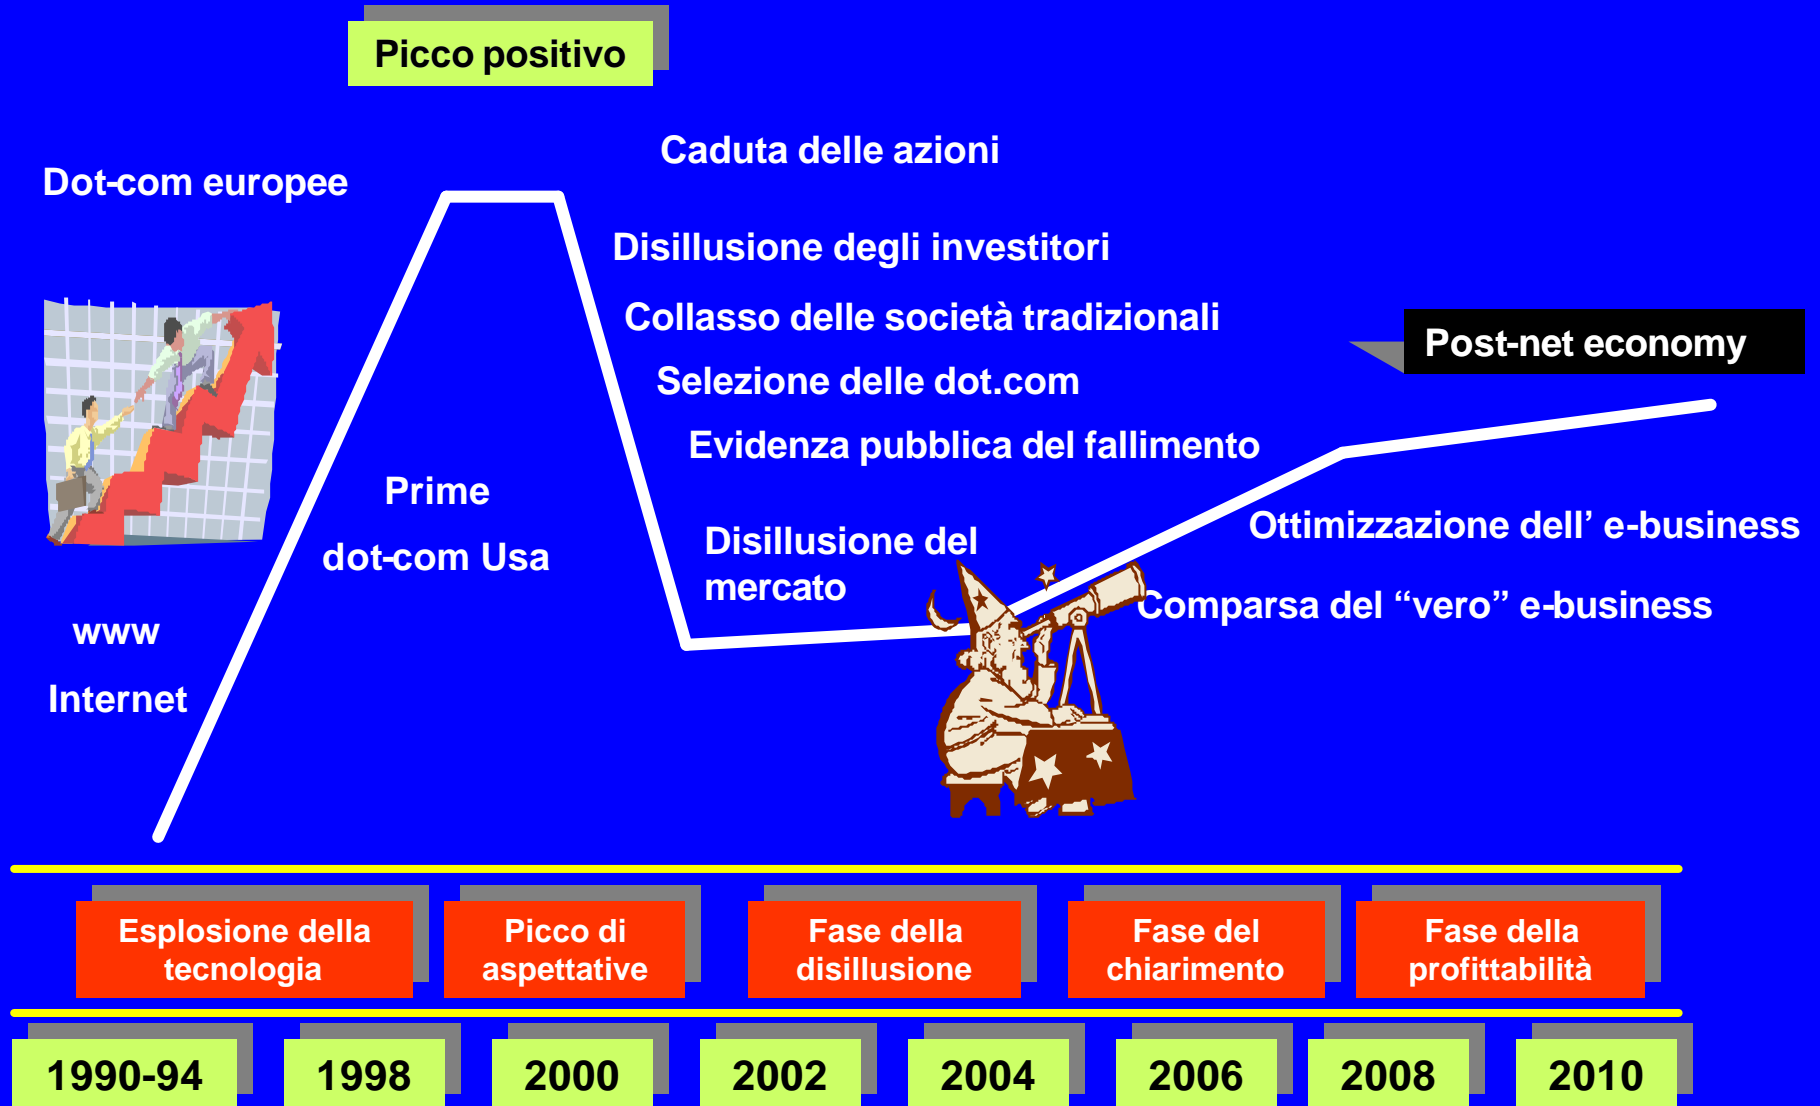 Picco positivo
Caduta delle azioni
Dot-com europee
Disillusione degli investitori
Collasso delle società tradizionali
Post-net economy
Selezione delle dot.com
Evidenza pubblica del fallimento
Prime
dot-com Usa
Disillusione del
mercato
Ottimizzazione dell’ e-business
Comparsa del “vero” e-business
www
Internet
Esplosione della
tecnologia
Picco di
aspettative
Fase della
disillusione
Fase del
chiarimento
Fase della
profittabilità
1990-94
1998
2000
2002
2004
2006
2008
2010